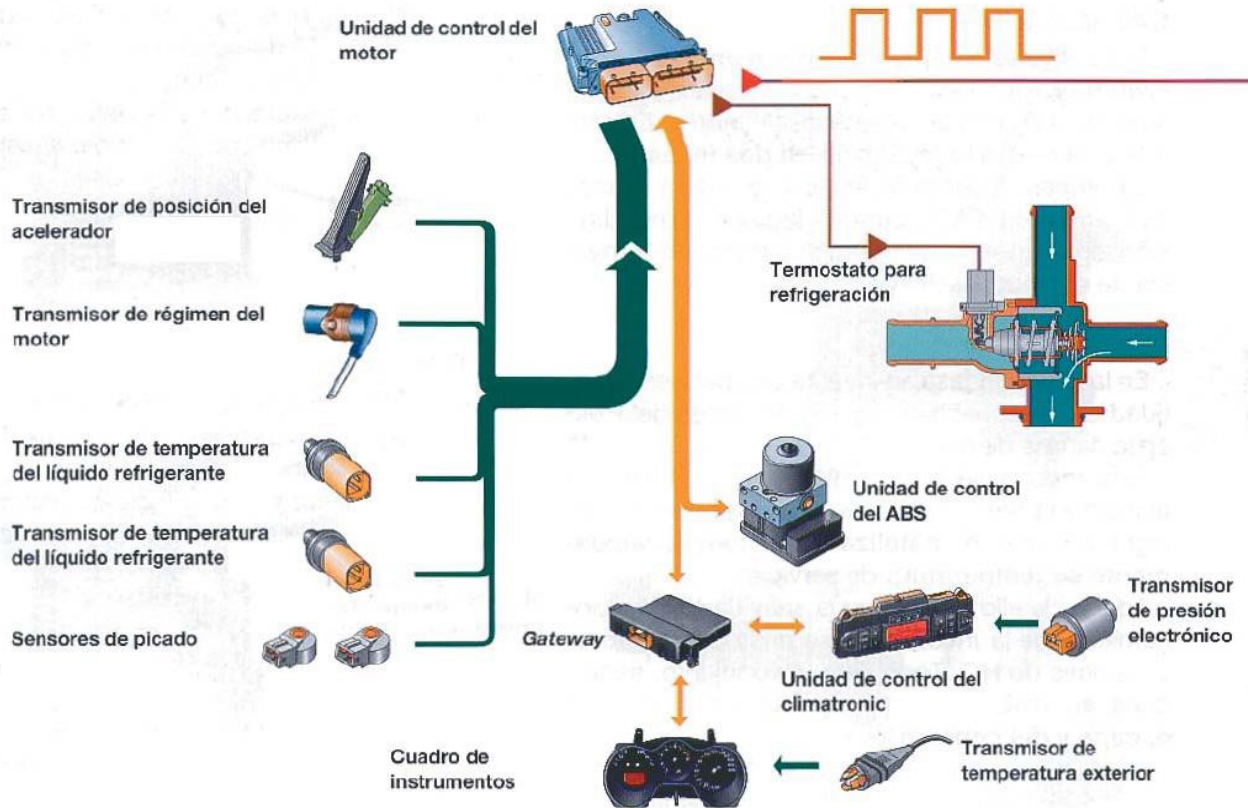 Unidad de control del
motor
Transmisor de posición del
acelerador
Transmisor de régimen del
motor
Termostato para
refrigeración
Transmisor de temperatura
del líquido refrigerante
Unidad de control
del ABS
Transmisor de temperatura
del líquido refrigerante
Transmisor
de presión
electrónico
Sensores de picado
Gateway
Unidad de control del
climatronic
Cuadro de
instrumentos
Transmisor de
temperatura exterior